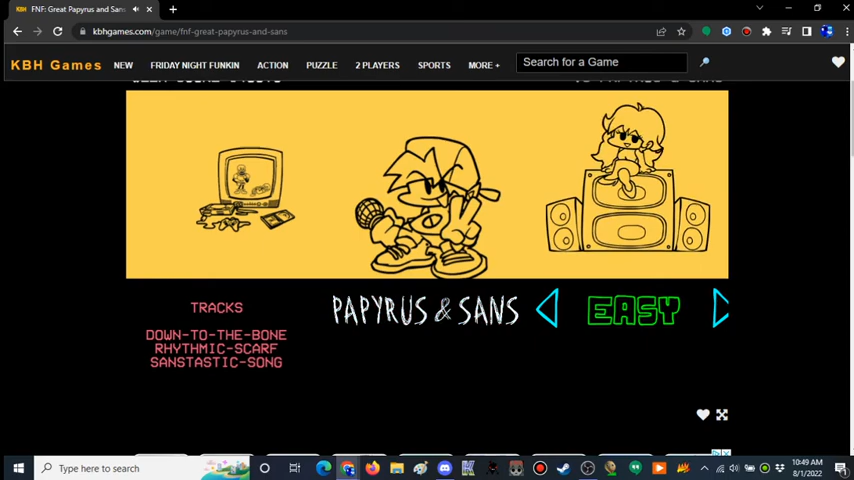 FNF: Great Papyrus and Sans
kbhgames.com/game/fnf-great-papyrus-and-sans
KBH Games NEW FRIDAY NIGHT FUNKIN ACTION PUZZLE 2 PLAYERS SPORTS MORE + Search for a Game
TRACKS
DOWN-TO-THE-BONE
RHYTHMIC-SCARF
SANSTASTIC-SONG
PAPYRUS & SANS
EASY
Type here to search
10:49 AM
8/1/2022